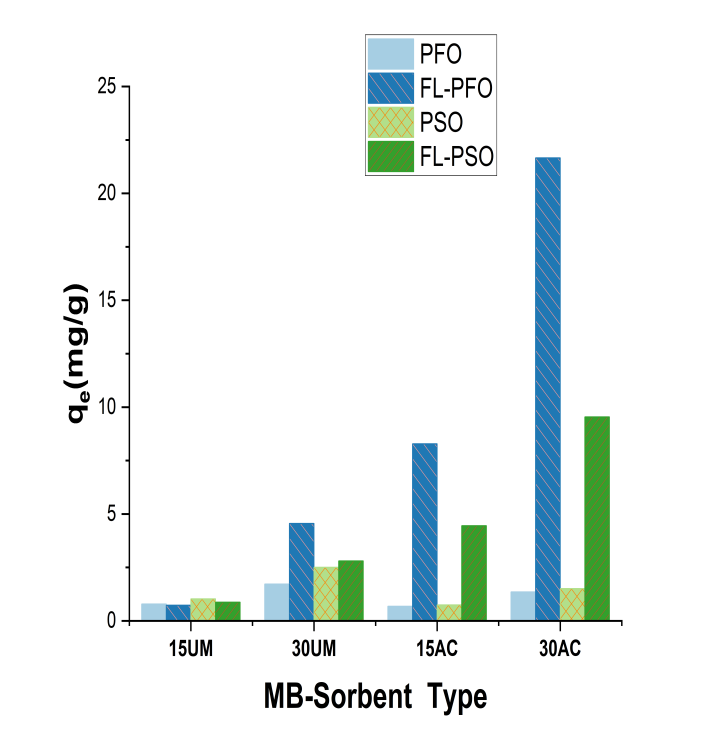 PFO
FL-PFO
PSO
FL-PSO
25
20
15
10
5
0
qe(mg/g)
15UM 30UM 15AC 30AC
MB-Sorbent Type